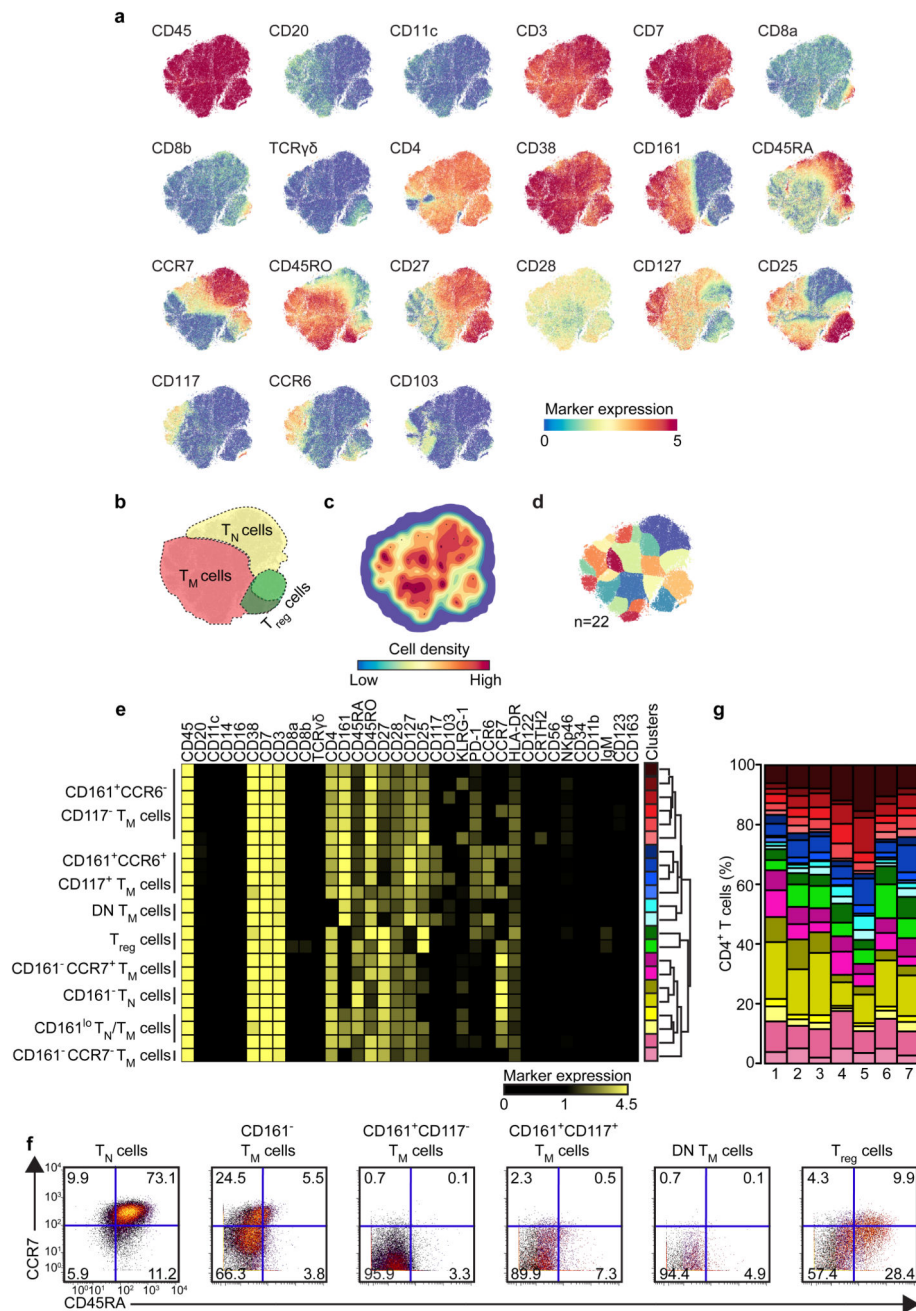 a
CD45 CD20 CD11c CD3 CD7 CD8a
CD8b TCRγδ CD4 CD38 CD161 CD45RA
CCR7 CD45RO CD27 CD28 CD127 CD25
CD117 CCR6 CD103
Marker expression
0 5
b
TN cells
TM cells
Treg cells
c
Cell density
Low High
d
n=22
e
CD45 CD20 CD11c CD14 CD16 CD38 CD7 CD3 CD8a CD8b TCRγδ CD4 CD161 CD45RA CD45RO CD27 CD28 CD127 CD25 CD117 CD103 KLRG-1 PD-1 CCR6 CCR7 HLA-DR CD122 CRTH2 CD56 NKp46 CD34 CD11b IgM CD123 CD163 Clusters
CD161+CCR6-
CD117- TM cells
CD161+CCR6+
CD117+ TM cells
DN TM cells
Treg cells
CD161-CCR7+ TM cells
CD161- TN cells
CD161lo TN/TM cells
CD161-CCR7- TM cells
Marker expression
0 1 4.5
g
CD4+ T cells (%)
100
80
60
40
20
0
1 2 3 4 5 6 7
f
TN cells
CD161-
TM cells
CD161+CD117-
TM cells
CD161+CD117+
TM cells
DN TM cells
Treg cells
CCR7
10⁴
10³
10²
10¹
10⁰
9.9 73.1
5.9 11.2
10⁰10¹ 10² 10³ 10⁴
24.5 5.5
66.3 3.8
0.7 0.1
95.9 3.3
2.3 0.5
89.9 7.3
0.7 0.1
94.4 4.9
4.3 9.9
57.4 28.4
CD45RA